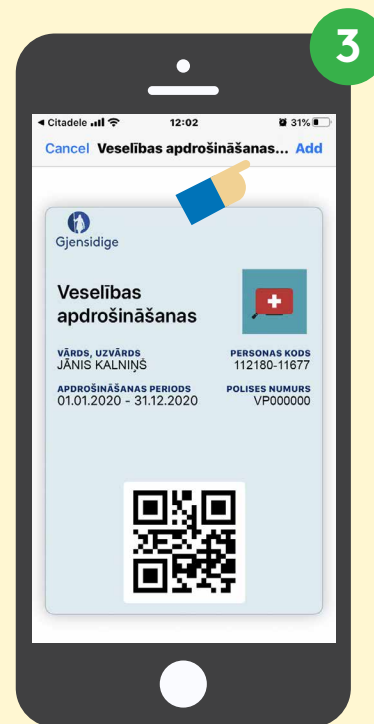 3
Citadele 12:02 31%
Cancel Veselības apdrošināšanas... Add
Gjensidige
Veselības
apdrošināšanas
VĀRDS, UZVĀRDS PERSONAS KODS
JĀNIS KALNIŅŠ 112180-11677
APDROŠINĀŠANAS PERIODS POLISES NUMURS
01.01.2020 - 31.12.2020 VP000000